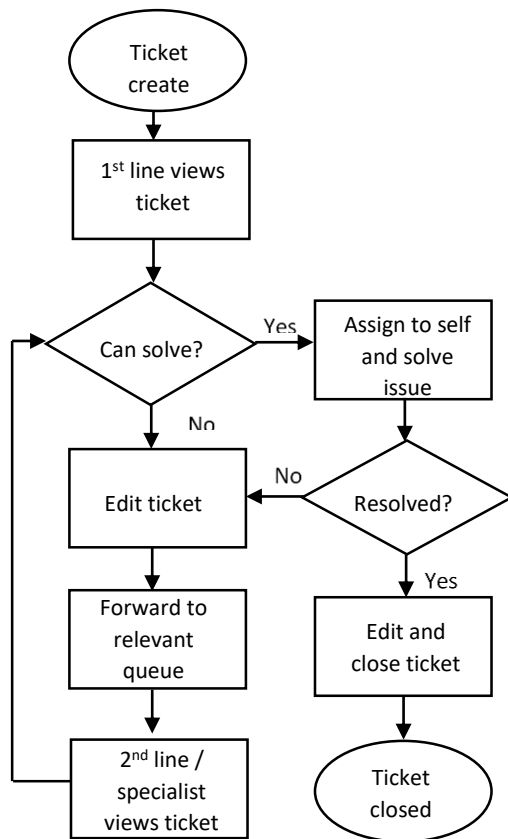 Ticket
create
1st line views
ticket
Can solve?
Yes
Assign to self
and solve
issue
No
Edit ticket
No
Resolved?
Yes
Forward to
relevant
queue
Edit and
close ticket
2nd line /
specialist
views ticket
Ticket
closed